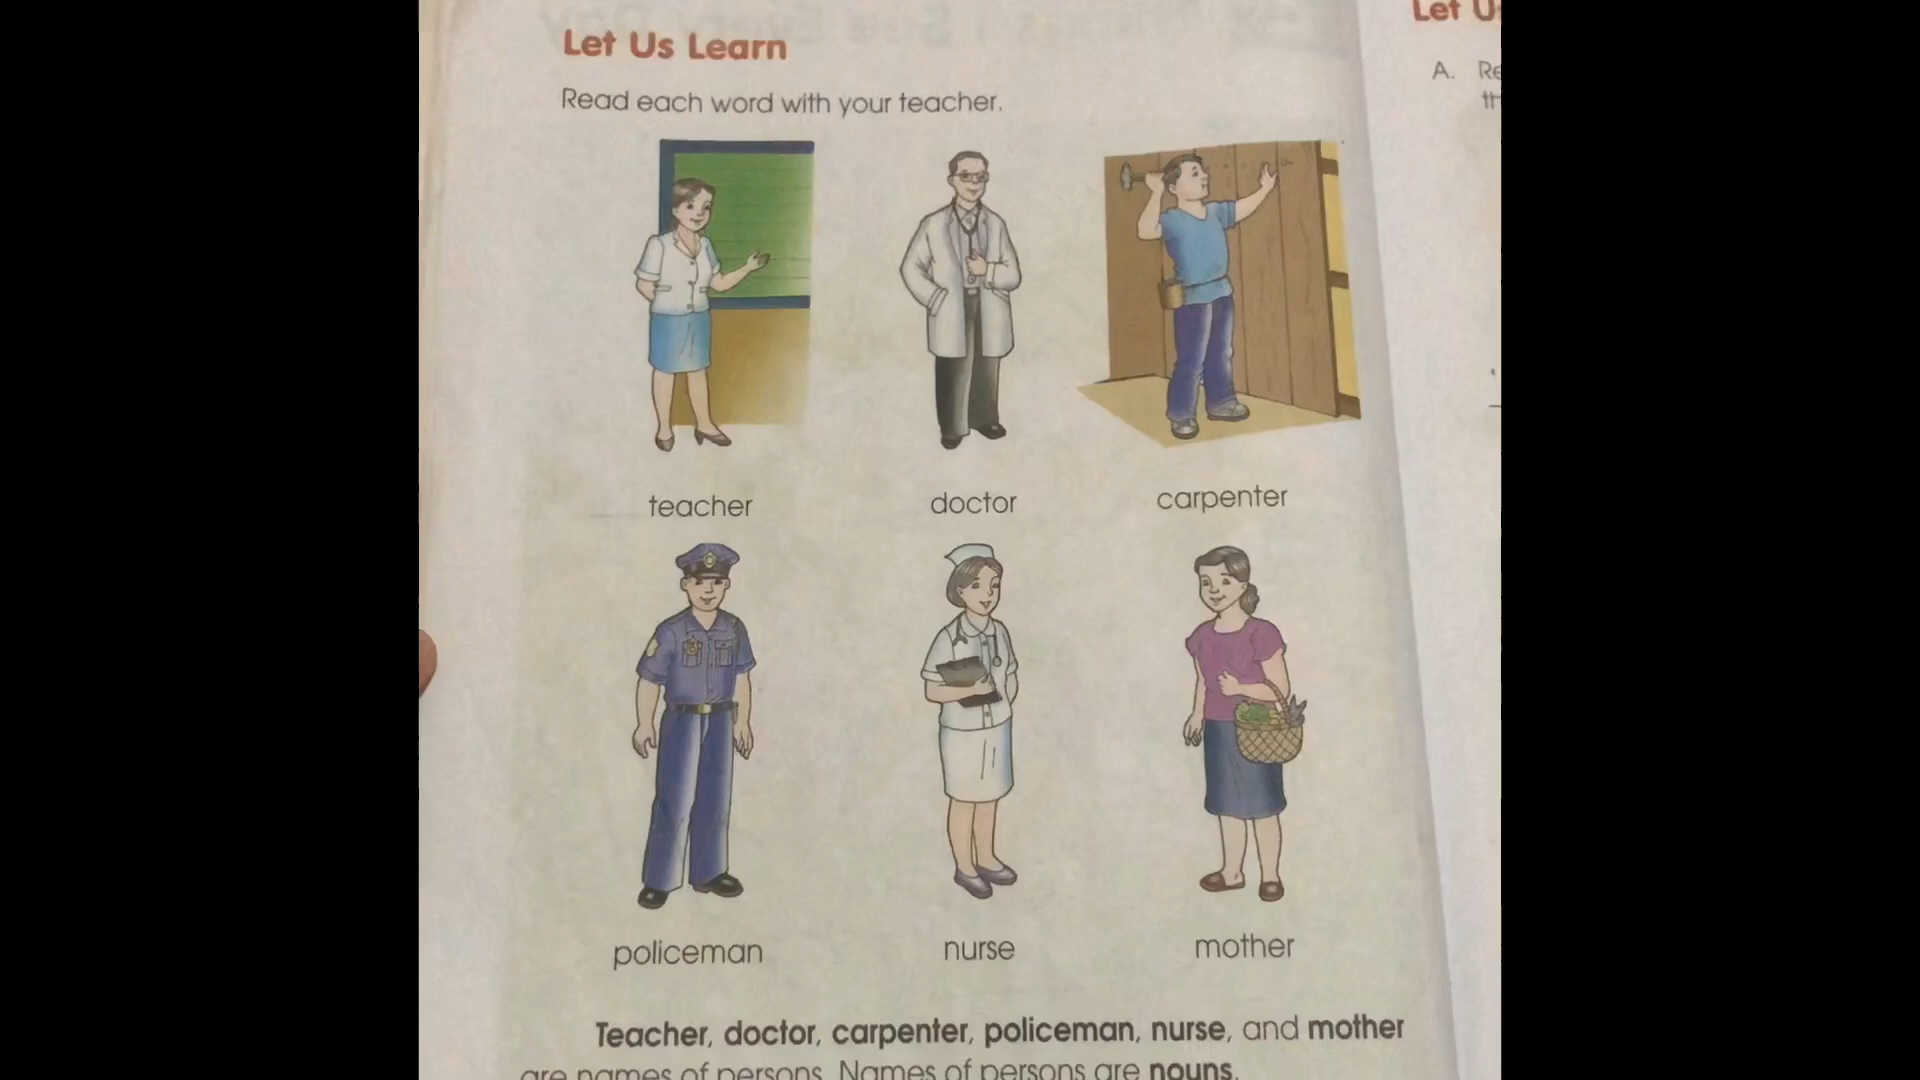 Let Us Learn
Read each word with your teacher.
teacher
doctor
carpenter
policeman
nurse
mother
Teacher, doctor, carpenter, policeman, nurse, and mother
are names of persons. Names of persons are nouns.
Let
A.